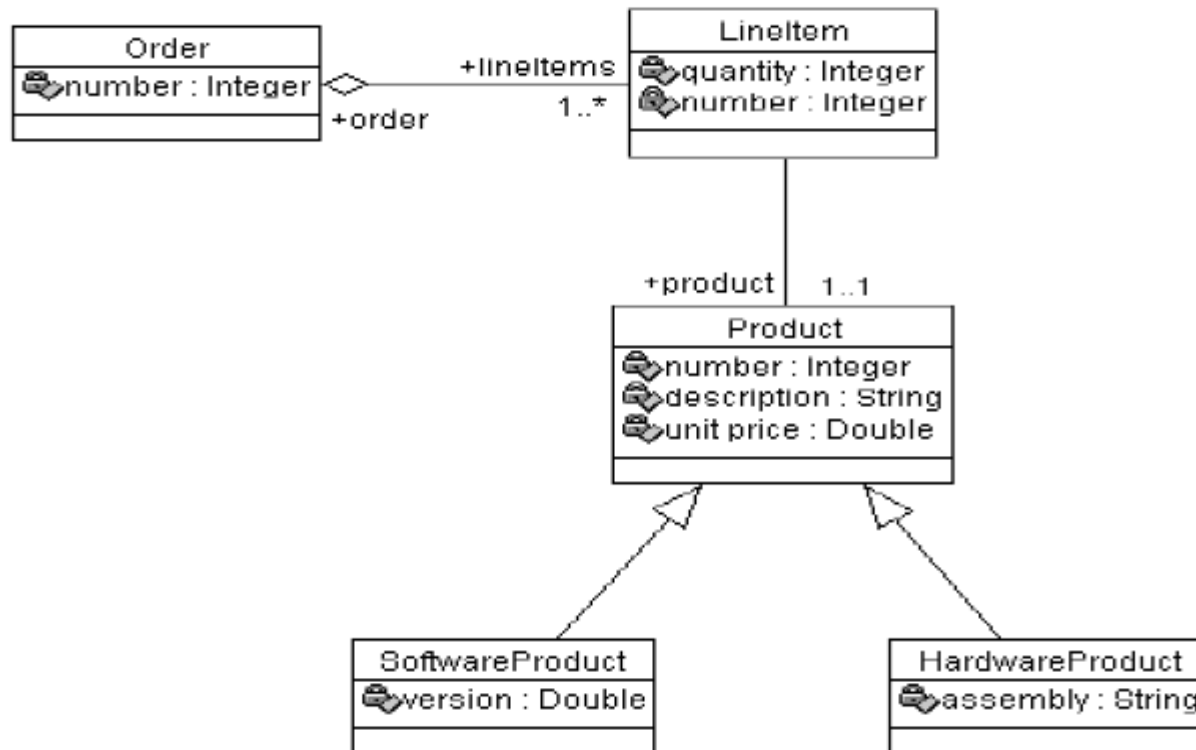 Order
number : Integer
+order
+lineItems
1..*
LineItem
quantity : Integer
number : Integer
+product
1..1
Product
number : Integer
description : String
unit price : Double
SoftwareProduct
version : Double
HardwareProduct
assembly : String